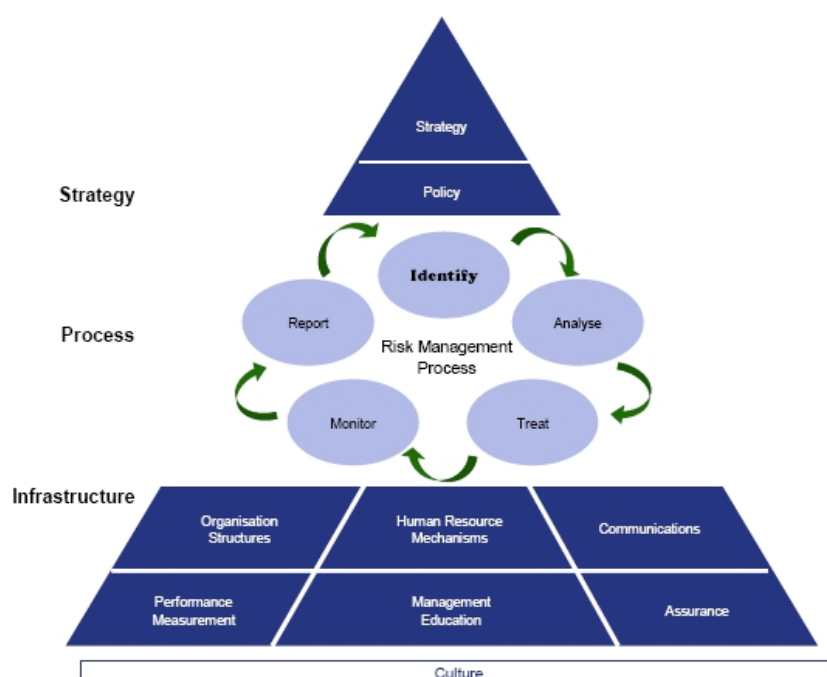 Strategy
Policy
Strategy
Identify
Report
Analyse
Process
Risk Management
Process
Monitor
Treat
Infrastructure
Organisation
Structures
Human Resource
Mechanisms
Communications
Performance
Measurement
Management
Education
Assurance
Culture